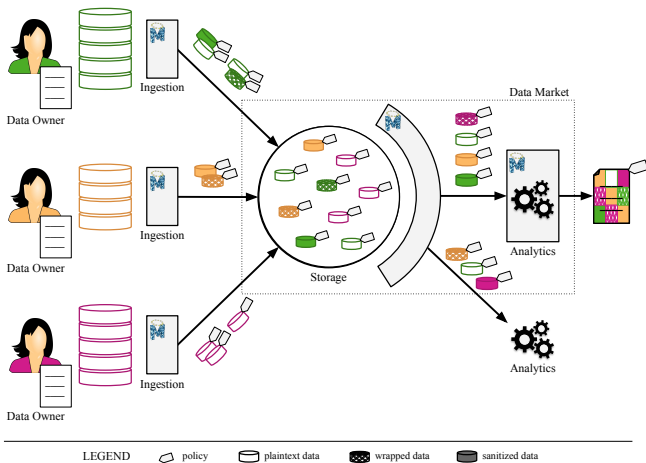 Ingestion
Data Owner
Data Market
Ingestion
Data Owner
Storage
Analytics
Ingestion
Data Owner
Analytics
LEGEND policy plaintext data wrapped data sanitized data